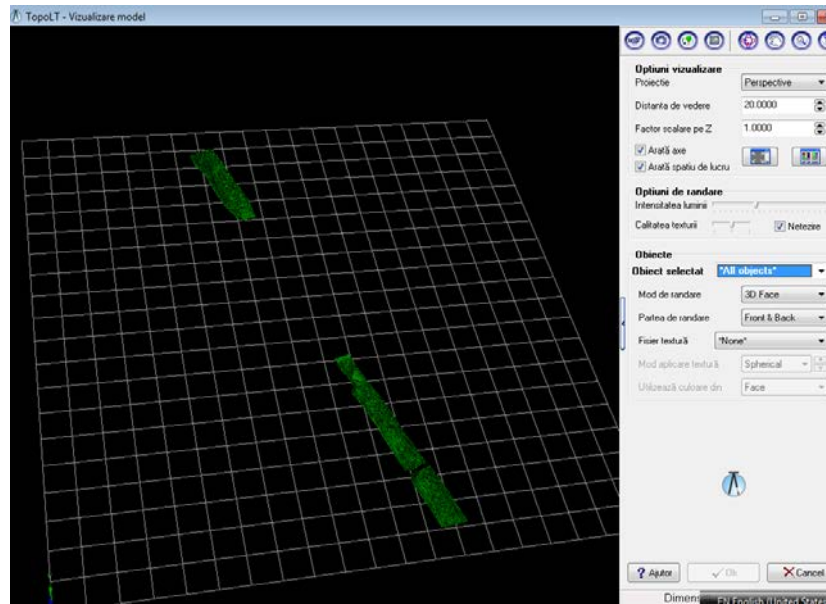 TopoLT - Vizualizare model
Optiuni vizualizare
Proiectie Perspective
Distanta de vedere 20.0000
Factor scalare pe Z 1.0000
Arată axe
Arată spatiu de lucru
Optiuni de randare
Intensitatea luminii
Calitatea texturii Netezire
Obiecte
Obiect selectat *All objects*
Mod de randare 3D Face
Partea de randare Front & Back
Fisier textură *None*
Mod aplicare textură Spherical
Utilizează culoare din Face
? Ajutor Ok Cancel
Dimens
EN English (United States